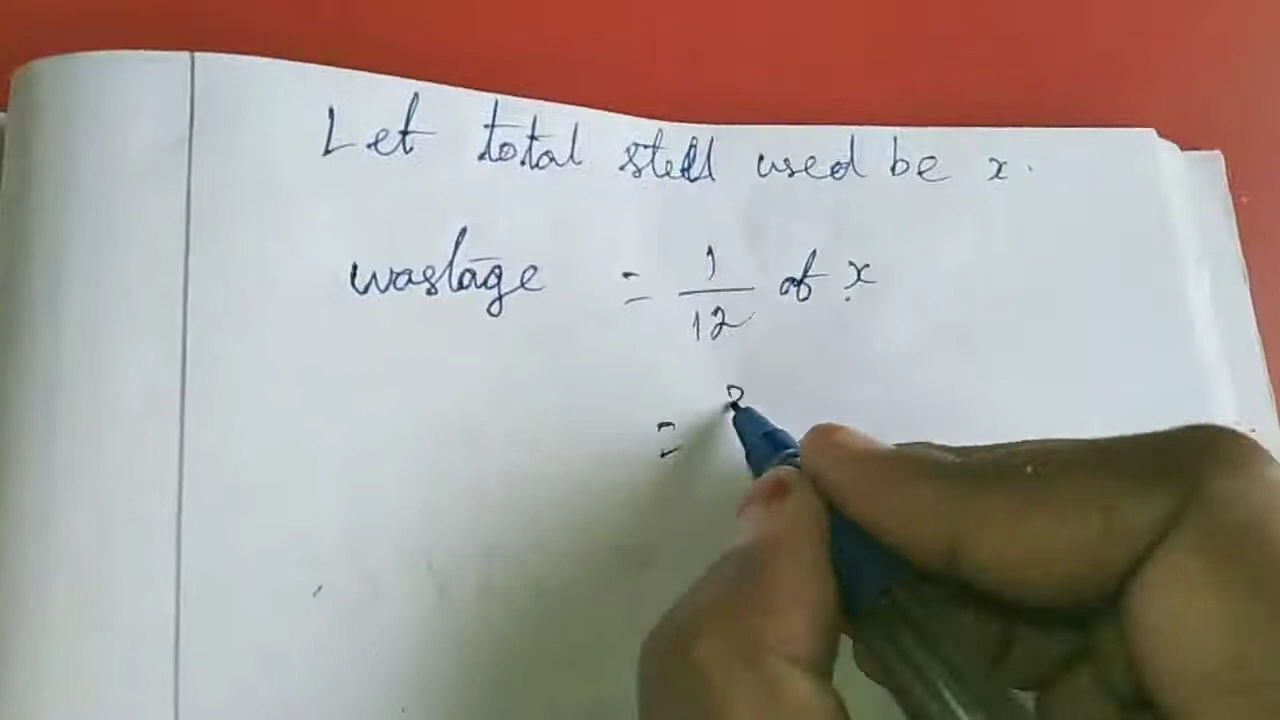 Let total steel used be x.
wastage = 1/12 of x
=